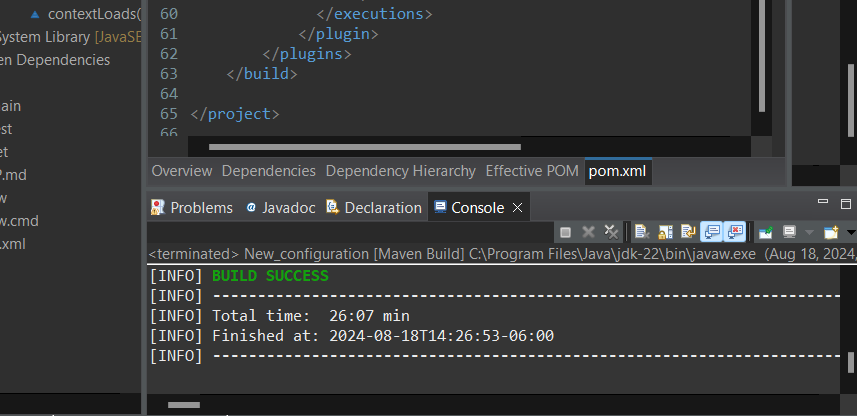 contextLoads(
System Library [JavaSE
en Dependencies
ain
est
et
P.md
w
w.cmd
.xml
60 </executions>
61 </plugin>
62 </plugins>
63 </build>
64
65 </project>
66
Overview Dependencies Dependency Hierarchy Effective POM pom.xml
Problems @ Javadoc Declaration Console
<terminated> New_configuration [Maven Build] C:\Program Files\Java\jdk-22\bin\javaw.exe (Aug 18, 2024,
[INFO] BUILD SUCCESS
[INFO] ------------------------------------------------------------------------
[INFO] Total time:  26:07 min
[INFO] Finished at: 2024-08-18T14:26:53-06:00
[INFO] ------------------------------------------------------------------------